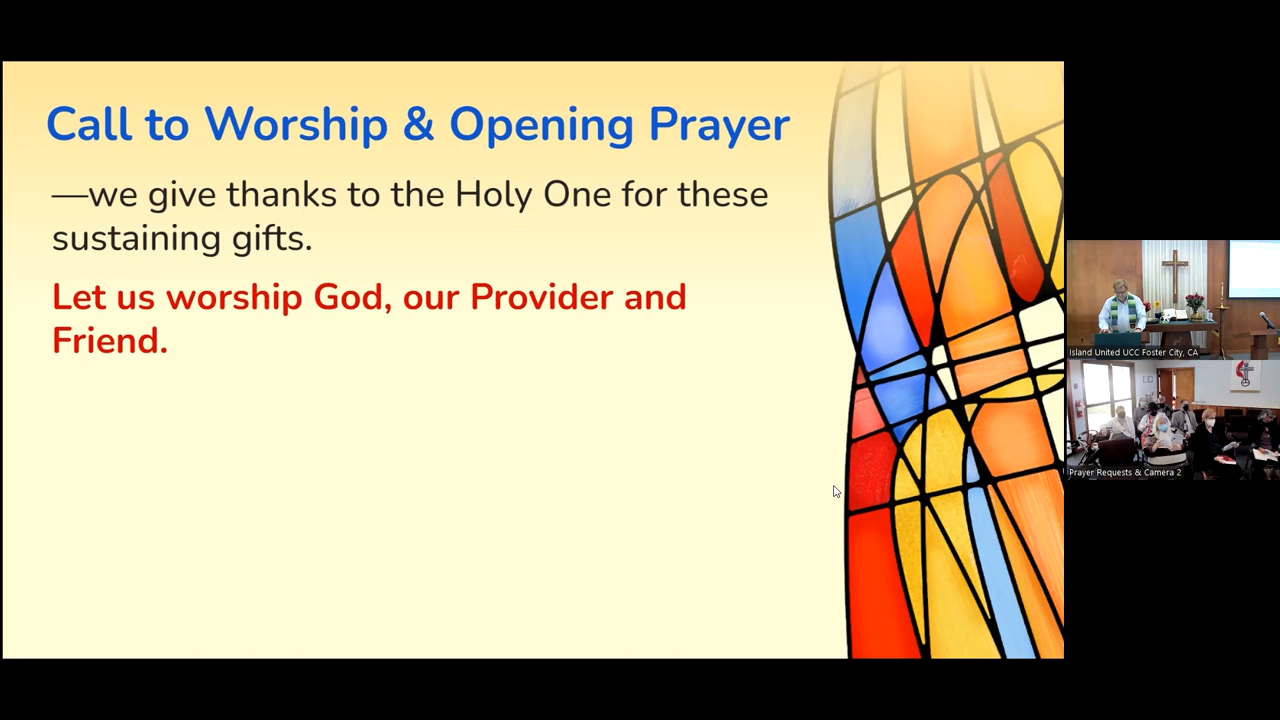 Call to Worship & Opening Prayer
—we give thanks to the Holy One for these
sustaining gifts.
Let us worship God, our Provider and
Friend.
Island United UCC Foster City, CA
Prayer Requests & Camera 2